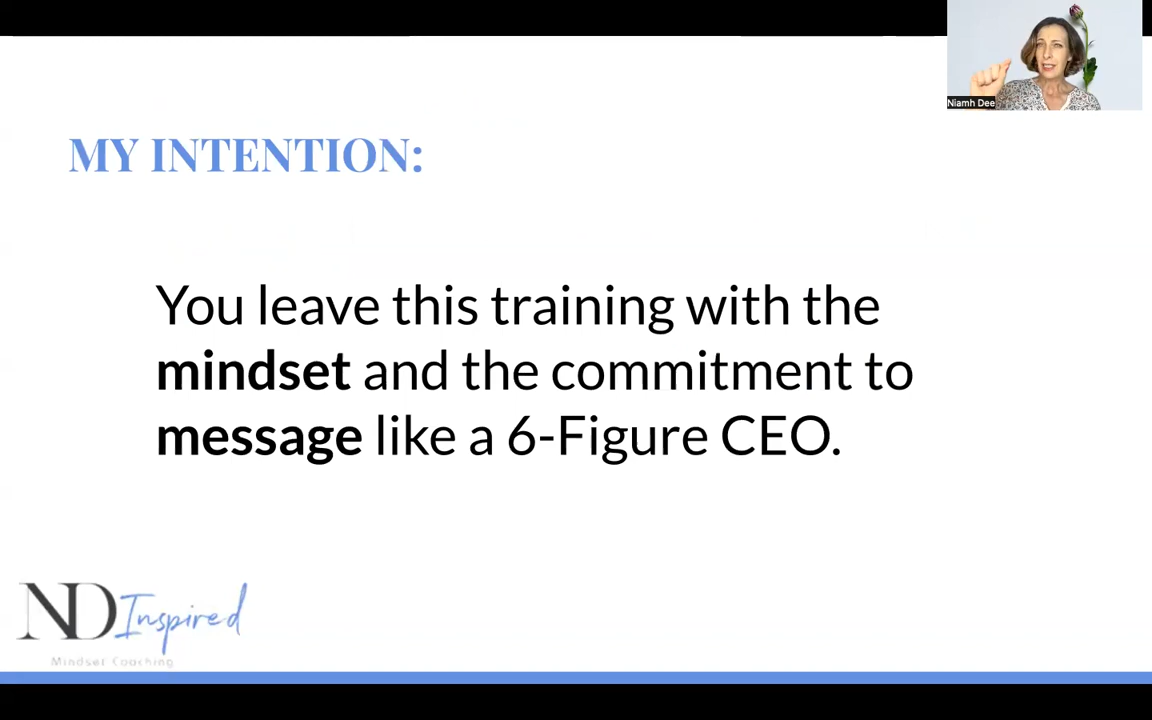 Niamh Dee
MY INTENTION:
You leave this training with the
mindset and the commitment to
message like a 6-Figure CEO.
ND Inspired
Mindset Coaching